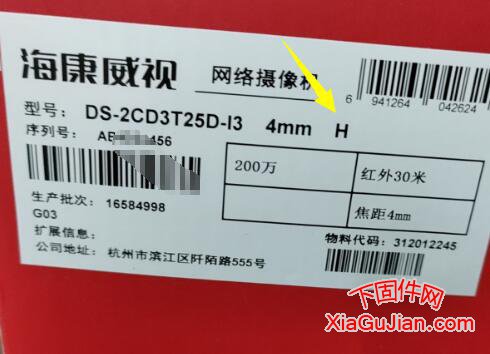 海康威视 网络摄像机
6 941264 042624
型号: DS-2CD3T25D-I3 4mm H
序列号: AB 456
200万 红外30米
焦距4mm
生产批次: 16584998
G03
物料代码: 312012245
扩展信息:
公司地址: 杭州市滨江区阡陌路555号
下固件网
XiaGuJian.com